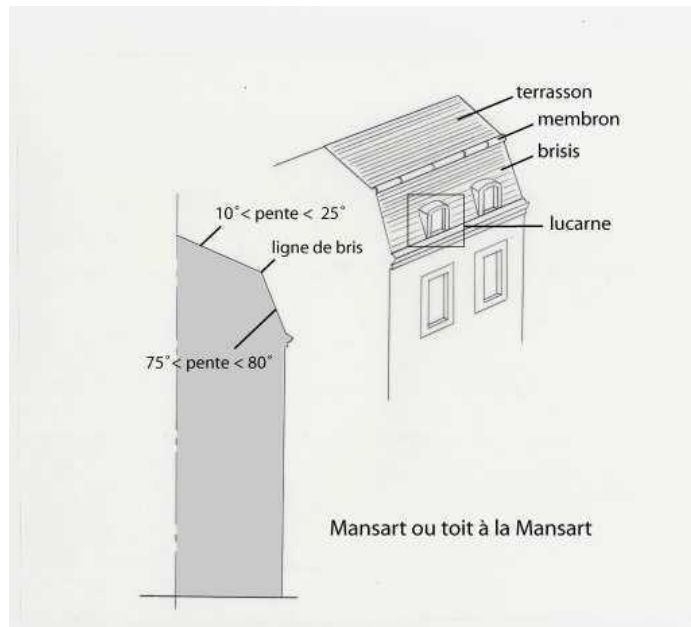 terrasson
membron
brisis
10°< pente < 25°
lucarne
ligne de bris
75°< pente < 80°
Mansart ou toit à la Mansart